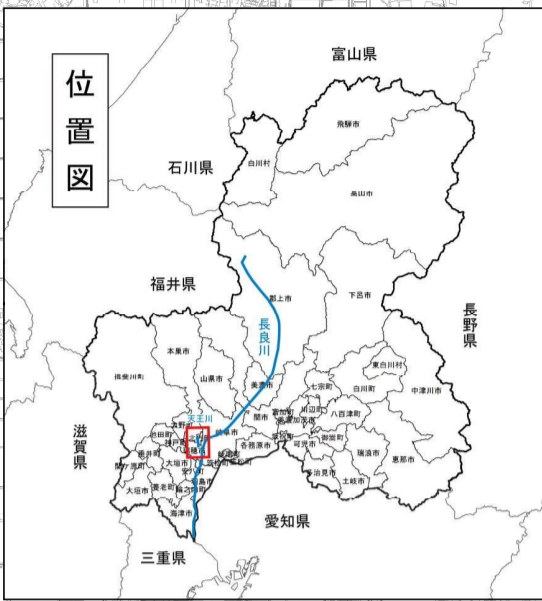 位置図
富山県
飛騨市
白川村
石川県
高山市
福井県
郡上市
下呂市
長野県
長良川
本巣市
揖斐川町
山県市
東白川村
美濃市
七宗町
白川町
中津川市
天王川
関市
富加町
川辺町
八百津町
滋賀県
池田町
神戸町
岐阜市
各務原市
可児市
御嵩町
瑞浪市
恵那市
垂井町
関ケ原町
大垣市
安八町
多治見市
土岐市
大垣市
養老町
輪之内町
海津市
愛知県
三重県